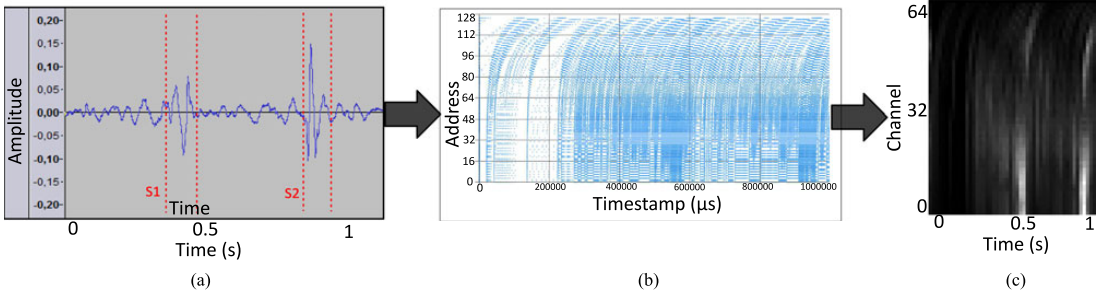 0,20
0,15
0,10
0,05
0,00
-0,05
-0,10
-0,15
-0,20
Amplitude
S1
S2
Time
0
0.5
1
Time (s)
(a)
128
112
96
80
64
48
32
16
0
Address
0
200000
400000
600000
800000
1000000
Timestamp (µs)
(b)
64
32
0
Channel
0.5
1
Time (s)
(c)